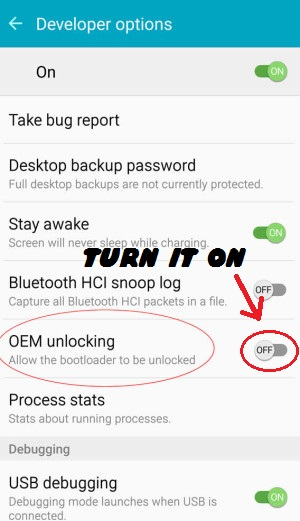 Developer options
On
ON
Take bug report
Desktop backup password
Full desktop backups are not currently protected.
Stay awake
Screen will never sleep while charging.
ON
TURN IT ON
Bluetooth HCI snoop log
Capture all Bluetooth HCI packets in a file.
OFF
OEM unlocking
Allow the bootloader to be unlocked
OFF
Process stats
Stats about running processes.
Debugging
USB debugging
Debugging mode launches when USB is
connected.
ON